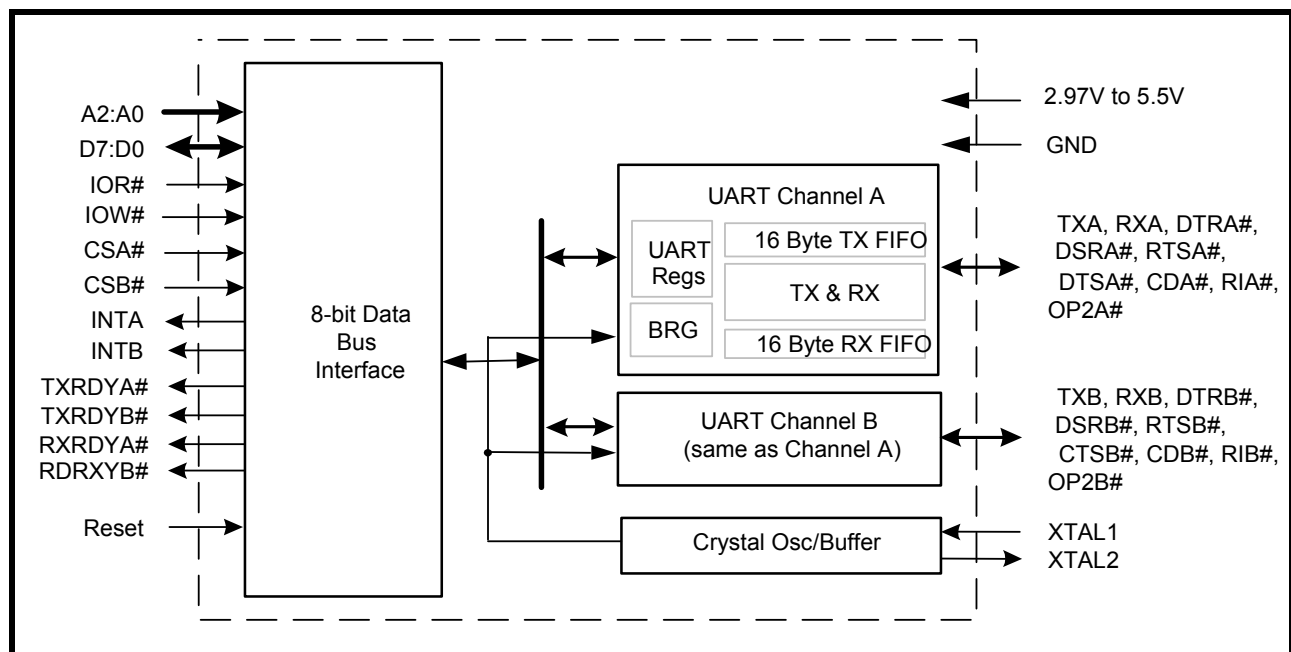 A2:A0
D7:D0
IOR#
IOW#
CSA#
CSB#
INTA
INTB
TXRDYA#
TXRDYB#
RXRDYA#
RDRXYB#
Reset
8-bit Data
Bus
Interface
UART Channel A
UART
Regs
BRG
16 Byte TX FIFO
TX & RX
16 Byte RX FIFO
UART Channel B
(same as Channel A)
Crystal Osc/Buffer
2.97V to 5.5V
GND
TXA, RXA, DTRA#,
DSRA#, RTSA#,
DTSA#, CDA#, RIA#,
OP2A#
TXB, RXB, DTRB#,
DSRB#, RTSB#,
CTSB#, CDB#, RIB#,
OP2B#
XTAL1
XTAL2